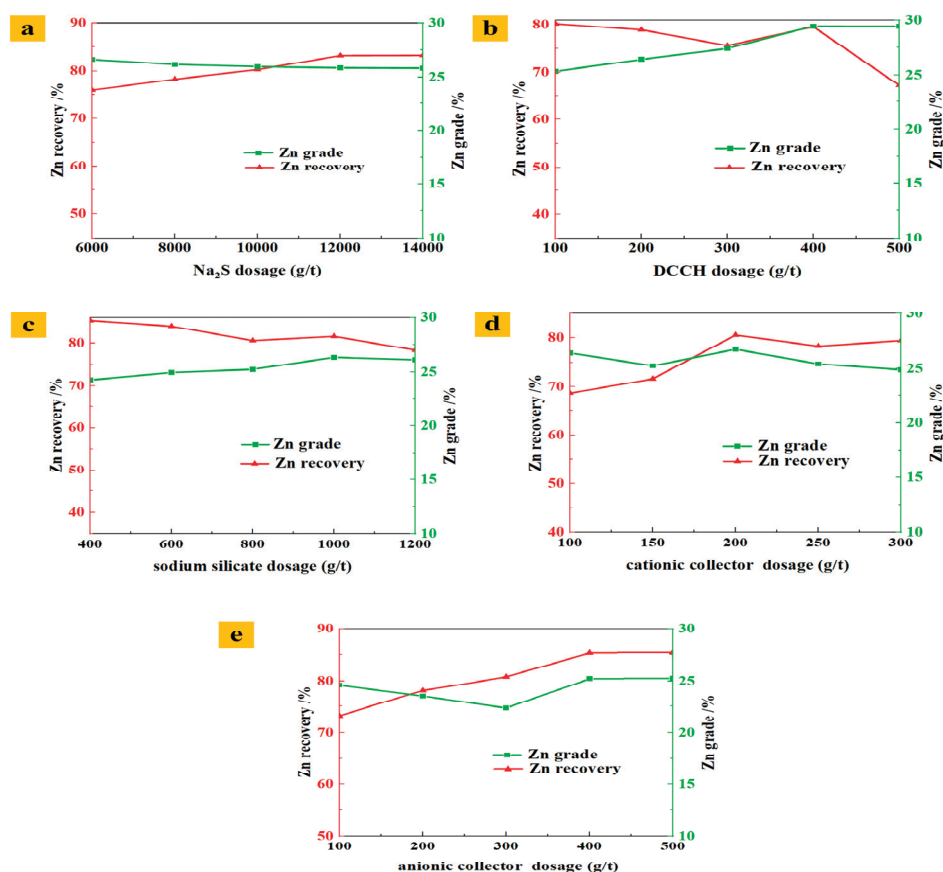 a
90
80
70
60
50
Zn recovery /%
30
25
20
15
10
Zn grade /%
Zn grade
Zn recovery
6000 8000 10000 12000 14000
Na₂S dosage (g/t)
b
80
70
60
50
40
Zn recovery /%
30
25
20
15
10
Zn grade /%
Zn grade
Zn recovery
100 200 300 400 500
DCCH dosage (g/t)
c
80
70
60
50
40
Zn recovery /%
30
25
20
15
10
Zn grade /%
Zn grade
Zn recovery
400 600 800 1000 1200
sodium silicate dosage (g/t)
d
80
70
60
50
40
Zn recovery /%
30
25
20
15
10
Zn grade /%
Zn grade
Zn recovery
100 150 200 250 300
cationic collector dosage (g/t)
e
90
80
70
60
50
Zn recovery /%
30
25
20
15
10
Zn grade /%
Zn grade
Zn recovery
100 200 300 400 500
anionic collector dosage (g/t)